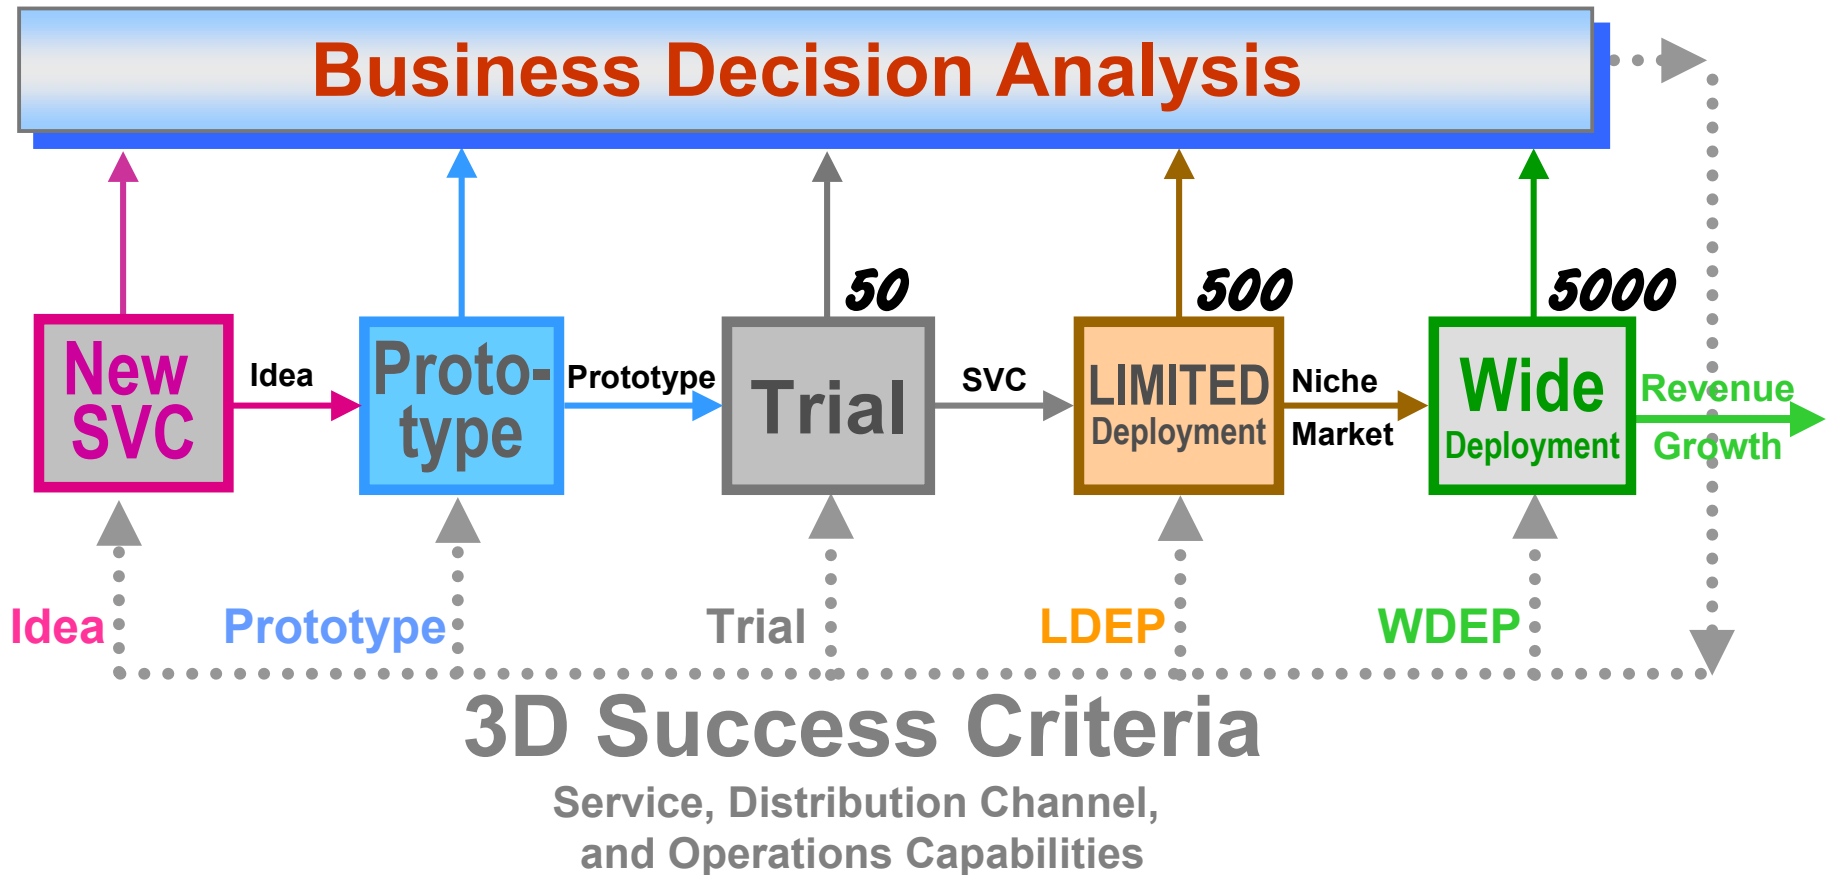 Business Decision Analysis
50
500
5000
New
SVC
Idea
Proto-
type
Prototype
Trial
SVC
LIMITED
Deployment
Niche
Market
Wide
Deployment
Revenue
Growth
Idea
Prototype
Trial
LDEP
WDEP
3D Success Criteria
Service, Distribution Channel,
and Operations Capabilities